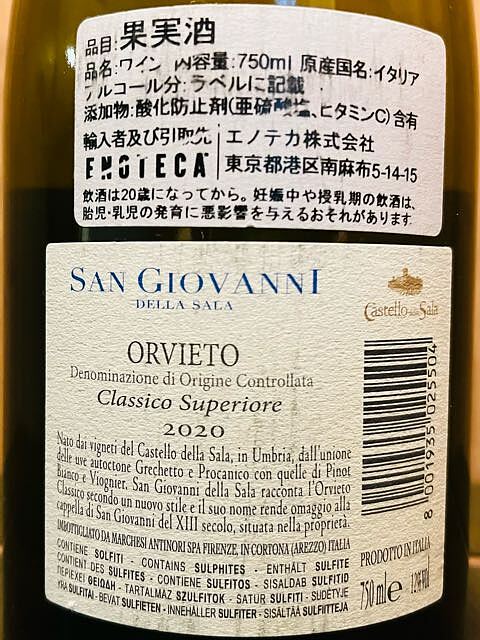 品目:果実酒
品名:ワイン 内容量:750ml 原産国名:イタリア
アルコール分:ラベルに記載
添加物:酸化防止剤(亜硫酸塩、ビタミンC)含有
輸入者及び引取先 エノテカ株式会社
ENOTECA 東京都港区南麻布5-14-15
飲酒は20歳になってから。妊娠中や授乳期の飲酒は、
胎児・乳児の発育に悪影響を与えるおそれがあります
SAN GIOVANNI
DELLA SALA
Castello della Sala
ORVIETO
Denominazione di Origine Controllata
Classico Superiore
2020
Nato dai vigneti del Castello della Sala, in Umbria, dall'unione
delle uve autoctone Grechetto e Procanico con quelle di Pinot
Bianco e Viognier. San Giovanni della Sala racconta l'Orvieto
Classico secondo un nuovo stile e il suo nome rende omaggio alla
cappella di San Giovanni del XIII secolo, situata nella proprietà.
IMBOTTIGLIATO DA MARCHESI ANTINORI SPA FIRENZE, IN CORTONA (AREZZO) ITALIA
CONTIENE SOLFITI - CONTAINS SULPHITES - ENTHÄLT SULFITE
CONTIENT DES SULFITES - CONTIENE SULFITOS - SISALDAB SULFITID
ΠΕΡΙΕΧΕΙ ΘΕΙΩΔΗ - TARTALMAZ SZULFITOK - SATUR SULFITI - SUDĖTYJE
YRA SULFITAI - BEVAT SULFIETEN - INNEHÅLLER SULFITER - SISÄLTÄÄ SULFIITTEJA
8 001935 025504
PRODOTTO IN ITALIA
750 ml e 12% vol